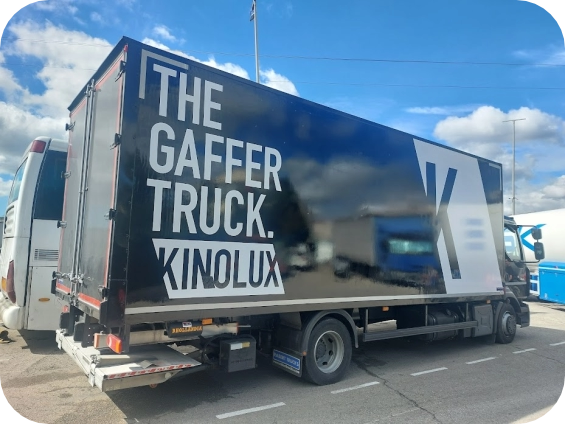 THE
GAFFER
TRUCK.
KINOLUX
K